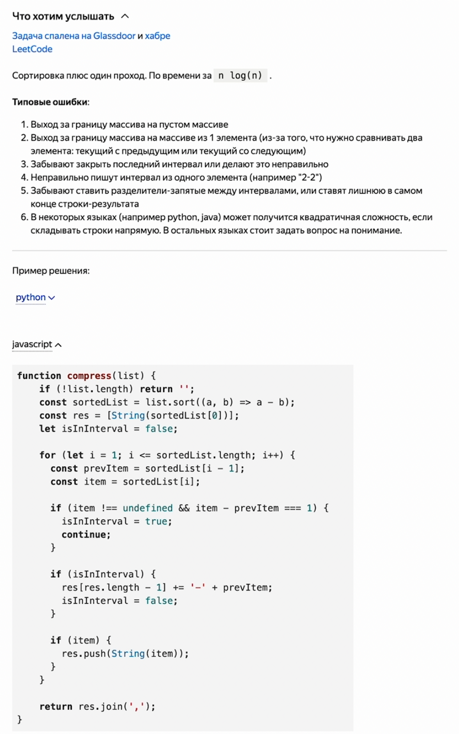 Что хотим услышать
Задача спалена на Glassdoor и хабре
LeetCode
Сортировка плюс один проход. По времени за n log(n) .
Типовые ошибки:
1. Выход за границу массива на пустом массиве
2. Выход за границу массива на массиве из 1 элемента (из-за того, что нужно сравнивать два
элемента: текущий с предыдущим или текущий со следующим)
3. Забывают закрыть последний интервал или делают это неправильно
4. Неправильно пишут интервал из одного элемента (например "2-2")
5. Забывают ставить разделители-запятые между интервалами, или ставят лишнюю в самом
конце строки-результата
6. В некоторых языках (например python, java) может получится квадратичная сложность, если
складывать строки напрямую. В остальных языках стоит задать вопрос на понимание.
Пример решения:
python
javascript
function compress(list) {
    if (!list.length) return '';
    const sortedList = list.sort((a, b) => a - b);
    const res = [String(sortedList[0])];
    let isInInterval = false;
    for (let i = 1; i <= sortedList.length; i++) {
      const prevItem = sortedList[i - 1];
      const item = sortedList[i];
      if (item !== undefined && item - prevItem === 1) {
        isInInterval = true;
        continue;
      }
      if (isInInterval) {
        res[res.length - 1] += '-' + prevItem;
        isInInterval = false;
      }
      if (item) {
        res.push(String(item));
      }
    }
    return res.join(',');
}